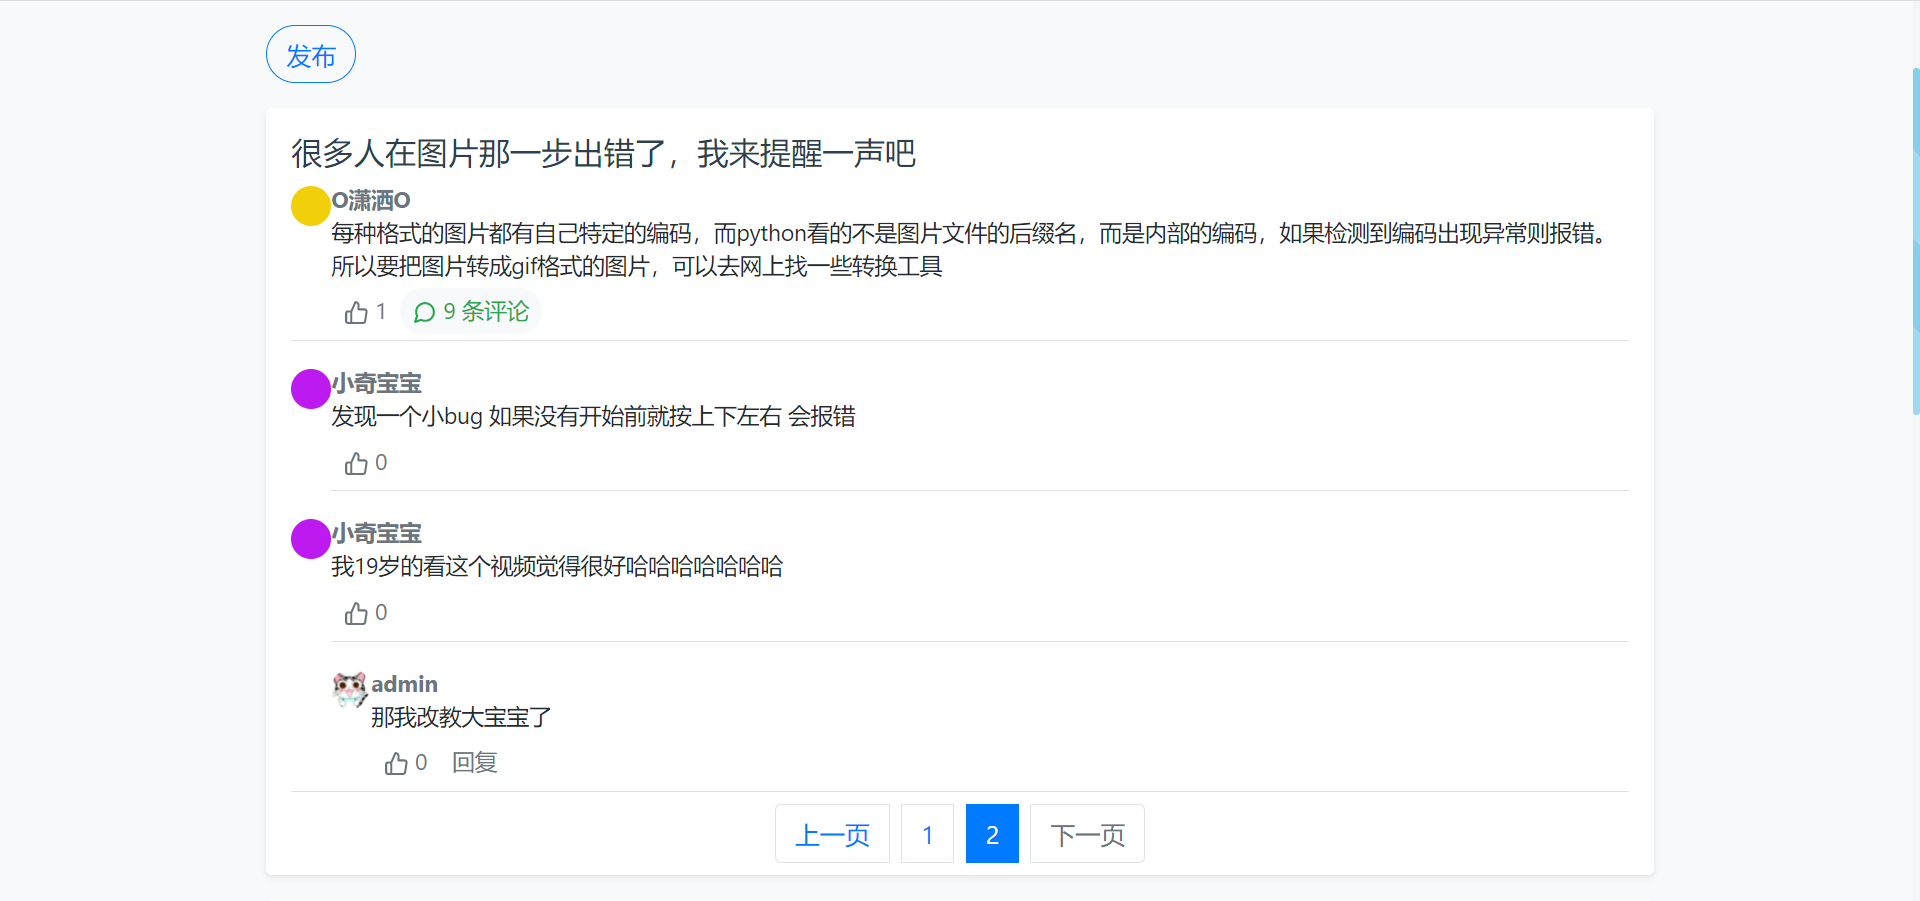 发布
很多人在图片那一步出错了，我来提醒一声吧
O潇洒O
每种格式的图片都有自己特定的编码，而python看的不是图片文件的后缀名，而是内部的编码，如果检测到编码出现异常则报错。
所以要把图片转成gif格式的图片，可以去网上找一些转换工具
1 9 条评论
小奇宝宝
发现一个小bug 如果没有开始前就按上下左右 会报错
0
小奇宝宝
我19岁的看这个视频觉得很好哈哈哈哈哈哈哈
0
admin
那我改教大宝宝了
0 回复
上一页 1 2 下一页